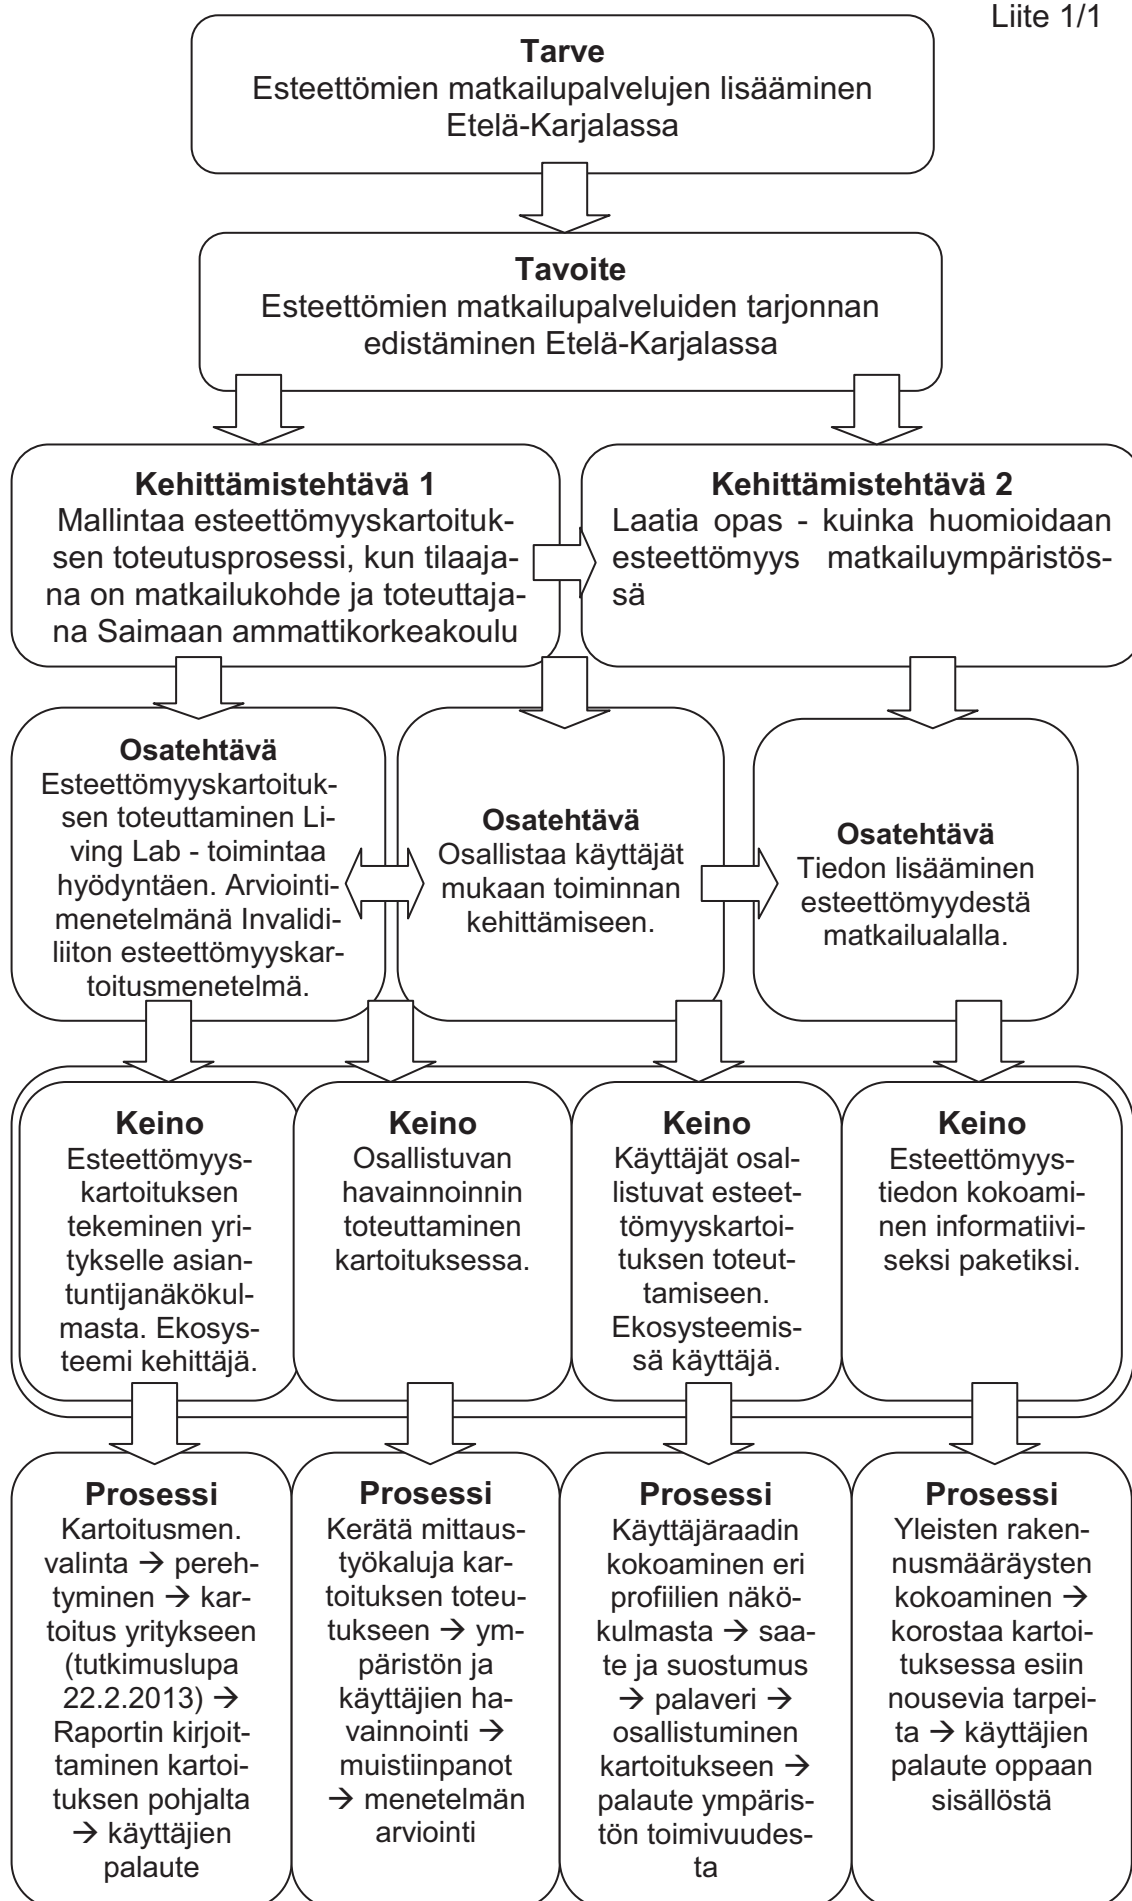 Liite 1/1
Tarve
Esteettömien matkailupalvelujen lisääminen
Etelä-Karjalassa
Tavoite
Esteettömien matkailupalveluiden tarjonnan
edistäminen Etelä-Karjalassa
Kehittämistehtävä 1
Mallintaa esteettömyyskartoituk-
sen toteutusprosessi, kun tilaaja-
na on matkailukohde ja toteuttaja-
na Saimaan ammattikorkeakoulu
Kehittämistehtävä 2
Laatia opas - kuinka huomioidaan
esteettömyys matkailuympäristös-
sä
Osatehtävä
Esteettömyyskartoituk-
sen toteuttaminen Li-
ving Lab - toimintaa
hyödyntäen. Arviointi-
menetelmänä Invalidi-
liiton esteettömyyskar-
toitusmenetelmä.
Osatehtävä
Osallistaa käyttäjät
mukaan toiminnan
kehittämiseen.
Osatehtävä
Tiedon lisääminen
esteettömyydestä
matkailualalla.
Keino
Esteettömyys-
kartoituksen
tekeminen yri-
tykselle asian-
tuntijanäkökul-
masta. Ekosys-
teemi kehittäjä.
Keino
Osallistuvan
havainnoinnin
toteuttaminen
kartoituksessa.
Keino
Käyttäjät osal-
listuvat esteet-
tömyyskartoi-
tuksen toteut-
tamiseen.
Ekosysteemis-
sä käyttäjä.
Keino
Esteettömyys-
tiedon kokoami-
nen informatiivi-
seksi paketiksi.
Prosessi
Kartoitusmen.
valinta → pereh-
tyminen → kar-
toitus yritykseen
(tutkimuslupa
22.2.2013) →
Raportin kirjoit-
taminen kartoi-
tuksen pohjalta
→ käyttäjien
palaute
Prosessi
Kerätä mittaus-
työkaluja kar-
toituksen toteu-
tukseen → ym-
päristön ja
käyttäjien ha-
vainnointi →
muistiinpanot
→ menetelmän
arviointi
Prosessi
Käyttäjäraadin
kokoaminen eri
profiilien näkö-
kulmasta → saa-
te ja suostumus
→ palaveri →
osallistuminen
kartoitukseen →
palaute ympäris-
tön toimivuudes-
ta
Prosessi
Yleisten raken-
nusmääräysten
kokoaminen →
korostaa kartoi-
tuksessa esiin
nousevia tarpei-
ta → käyttäjien
palaute oppaan
sisällöstä